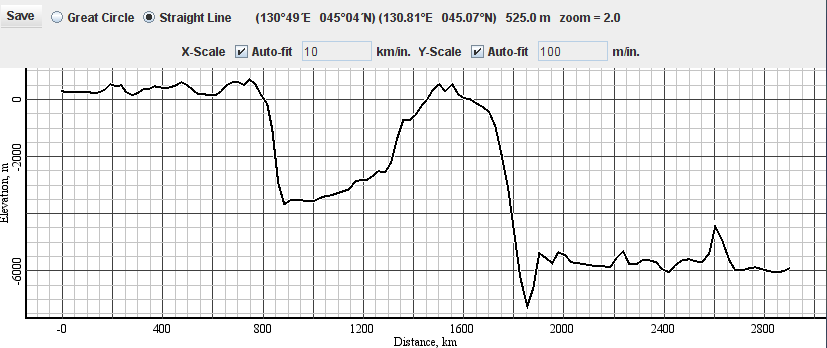 Save Great Circle Straight Line (130°49´E 045°04´N) (130.81°E 045.07°N) 525.0 m zoom = 2.0
X-Scale Auto-fit 10 km/in. Y-Scale Auto-fit 100 m/in.
Elevation, m
0
-2000
-6000
-0 400 800 1200 1600 2000 2400 2800
Distance, km